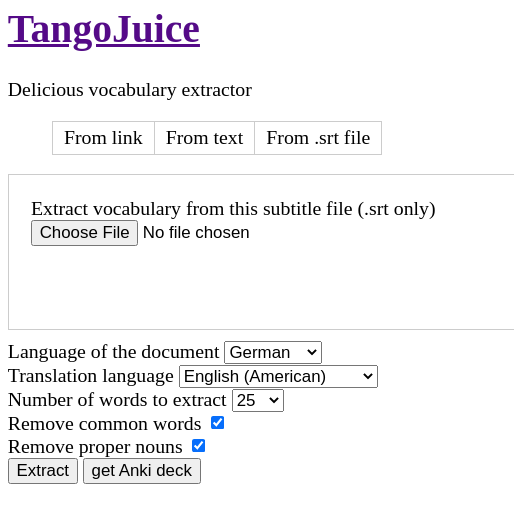 TangoJuice
Delicious vocabulary extractor
From link From text From .srt file
Extract vocabulary from this subtitle file (.srt only)
Choose File No file chosen
Language of the document German
Translation language English (American)
Number of words to extract 25
Remove common words
Remove proper nouns
Extract get Anki deck